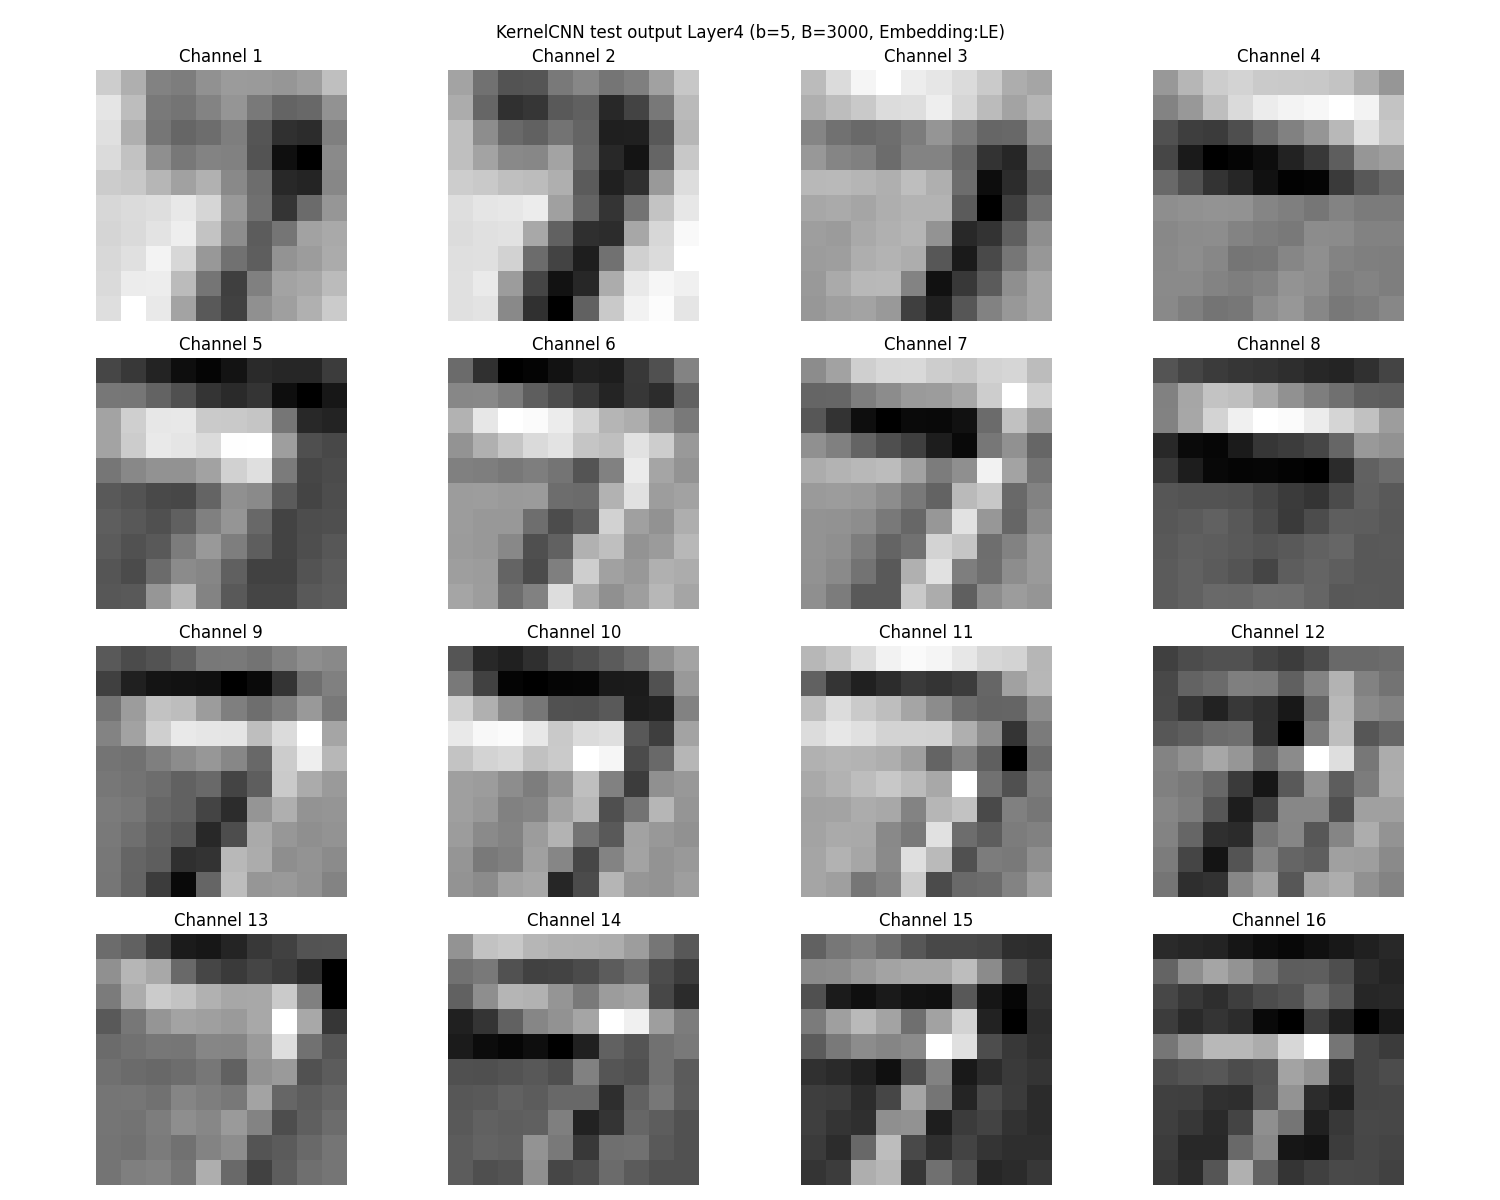 KernelCNN test output Layer4 (b=5, B=3000, Embedding:LE)
Channel 1 Channel 2 Channel 3 Channel 4
Channel 5 Channel 6 Channel 7 Channel 8
Channel 9 Channel 10 Channel 11 Channel 12
Channel 13 Channel 14 Channel 15 Channel 16